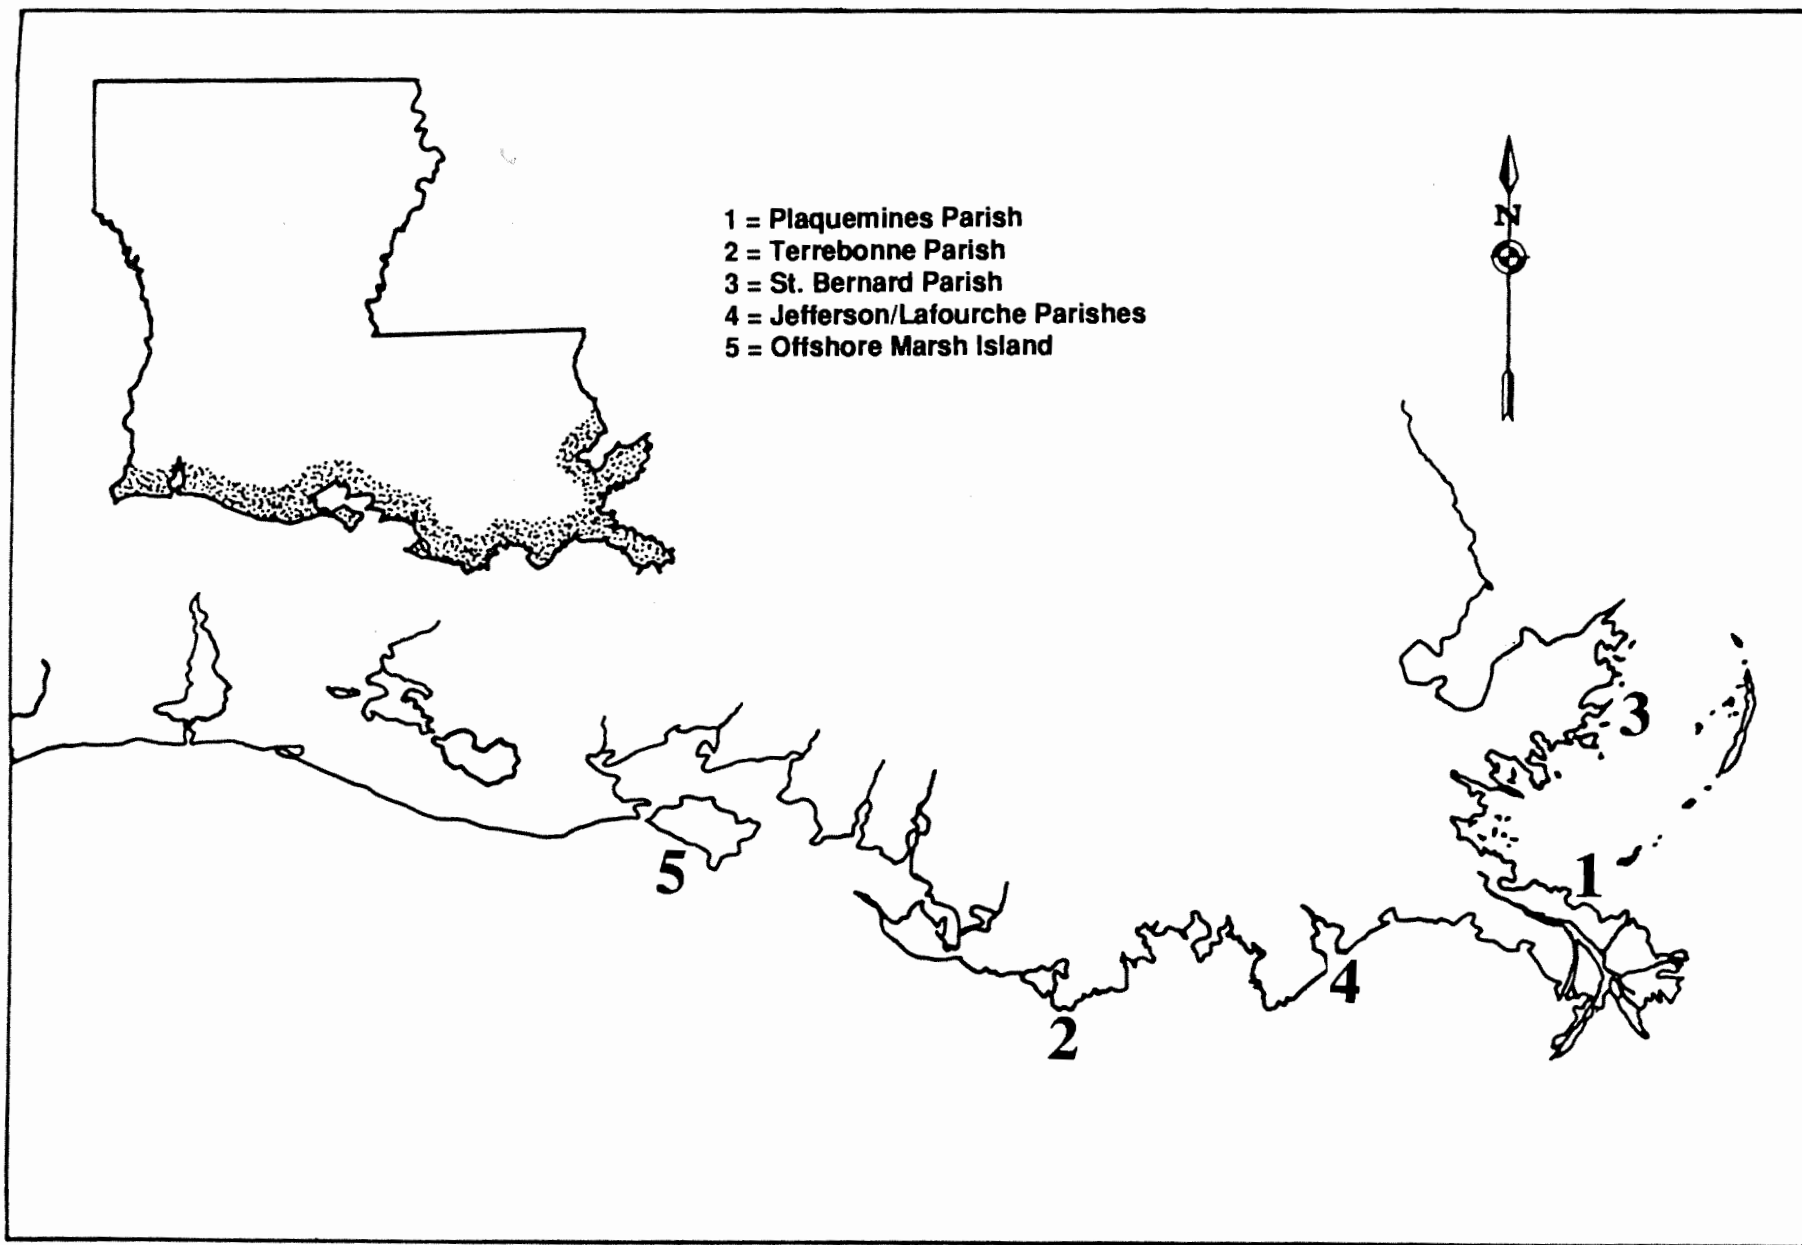 1 = Plaquemines Parish
2 = Terrebonne Parish
3 = St. Bernard Parish
4 = Jefferson/Lafourche Parishes
5 = Offshore Marsh Island
N
3
5
1
4
2